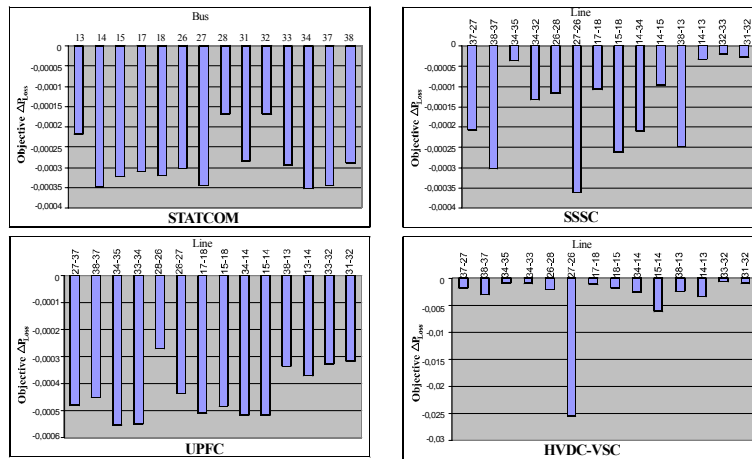 Bus
13 14 15 17 18 26 27 28 31 32 33 34 37 38
0
-0,00005
-0,0001
-0,00015
-0,0002
-0,00025
-0,0003
-0,00035
-0,0004
Objective ΔPLoss
STATCOM
Line
37-27 38-37 34-35 34-32 26-28 27-26 17-18 15-18 14-34 14-15 38-13 14-13 32-33 31-32
0
-0,00005
-0,0001
-0,00015
-0,0002
-0,00025
-0,0003
-0,00035
-0,0004
Objective ΔPLoss
SSSC
Line
27-37 38-37 34-35 33-34 28-26 26-27 17-18 15-18 34-14 15-14 38-13 13-14 33-32 31-32
0
-0,0001
-0,0002
-0,0003
-0,0004
-0,0005
-0,0006
Objective ΔPLoss
UPFC
Line
37-27 38-37 34-35 34-33 26-28 27-26 17-18 18-15 34-14 15-14 38-13 14-13 33-32 31-32
0
-0,005
-0,01
-0,015
-0,02
-0,025
-0,03
Objective ΔPLoss
HVDC-VSC